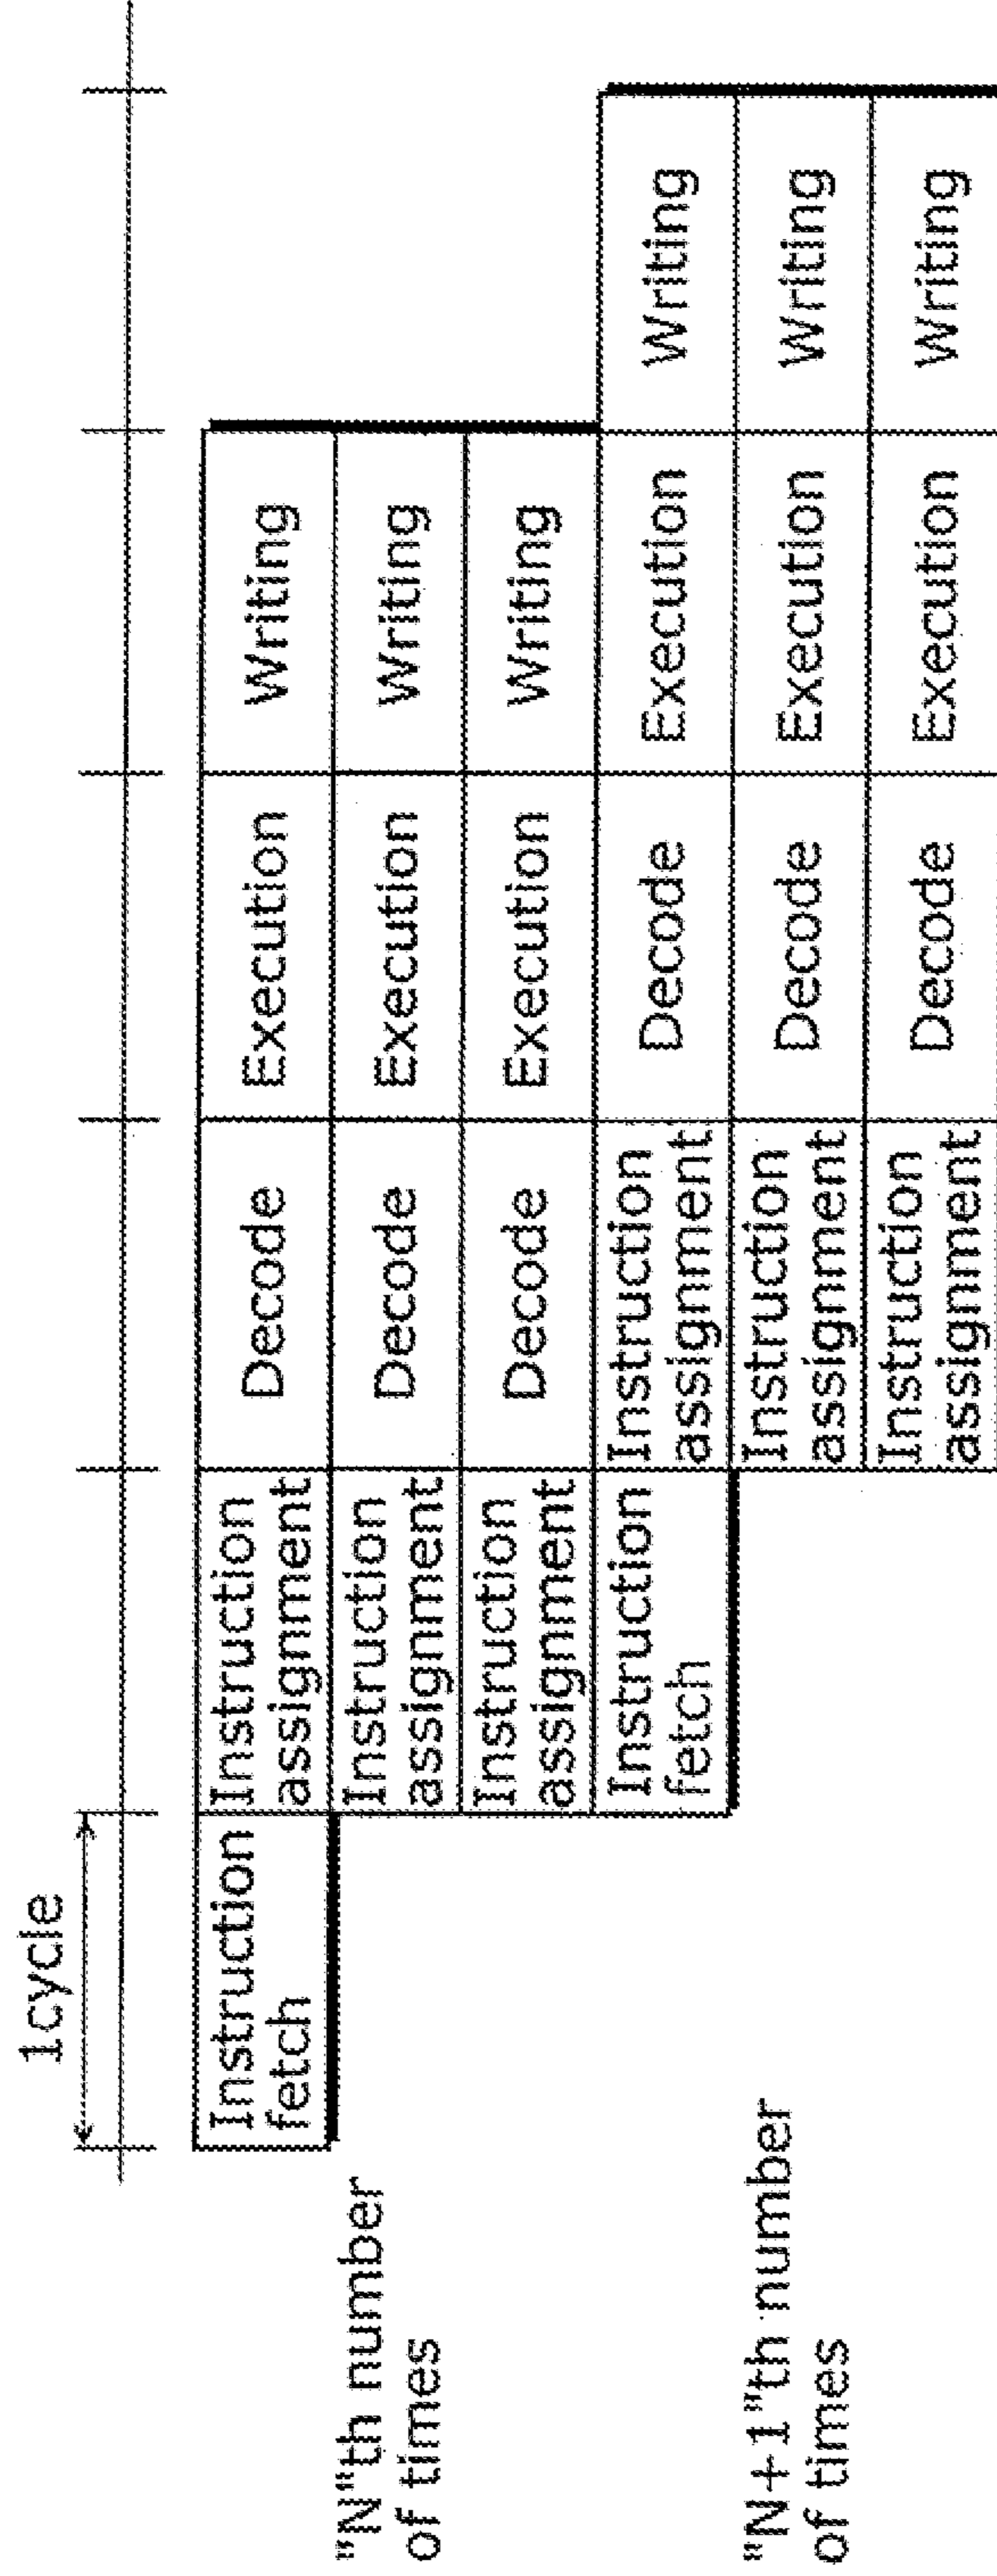 1cycle
Instruction
fetch
Instruction
assignment
Decode
Execution
Writing
"N"th number
of times
Instruction
assignment
Decode
Execution
Writing
Instruction
assignment
Decode
Execution
Writing
Instruction
fetch
Instruction
assignment
Decode
Execution
Writing
"N+1"th number
of times
Instruction
assignment
Decode
Execution
Writing
Instruction
assignment
Decode
Execution
Writing